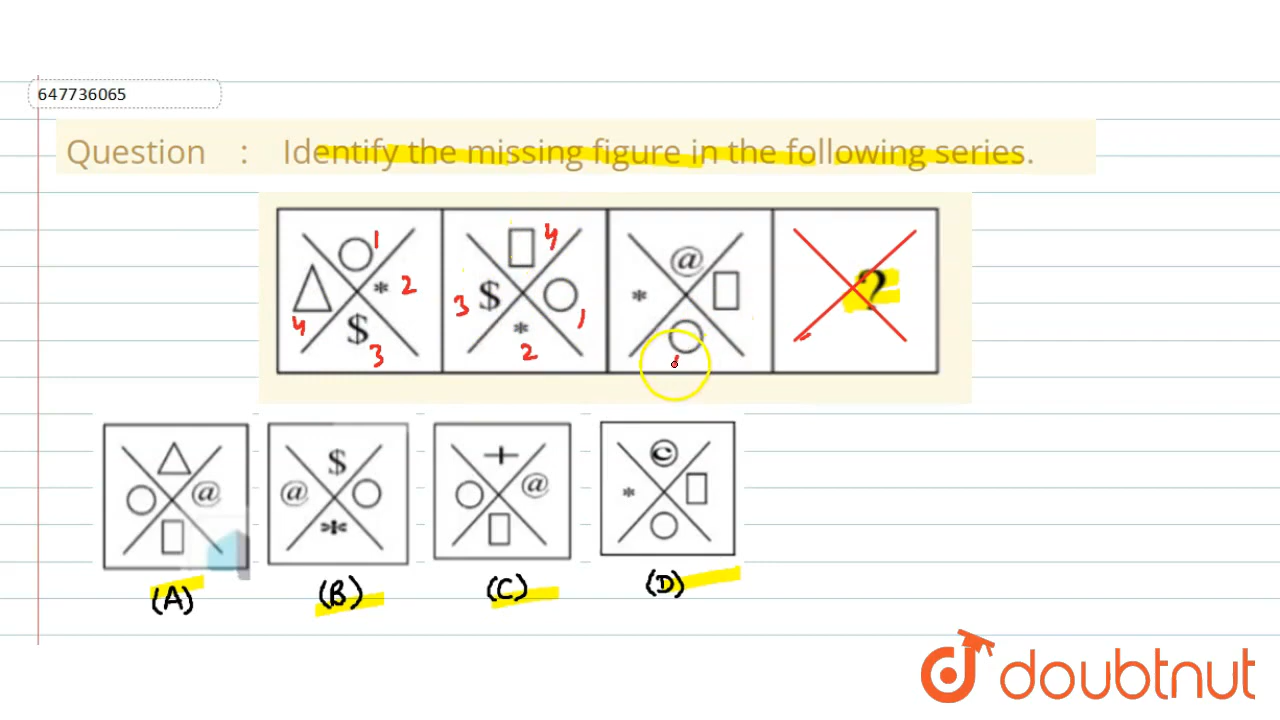 647736065
Question : Identify the missing figure in the following series.
1 4 @
4 * 2 3 $ * ?
$ 3 * 2 1
1
$ + ©
@ @ @ *
*
(A) (B) (C) (D)
doubtnut